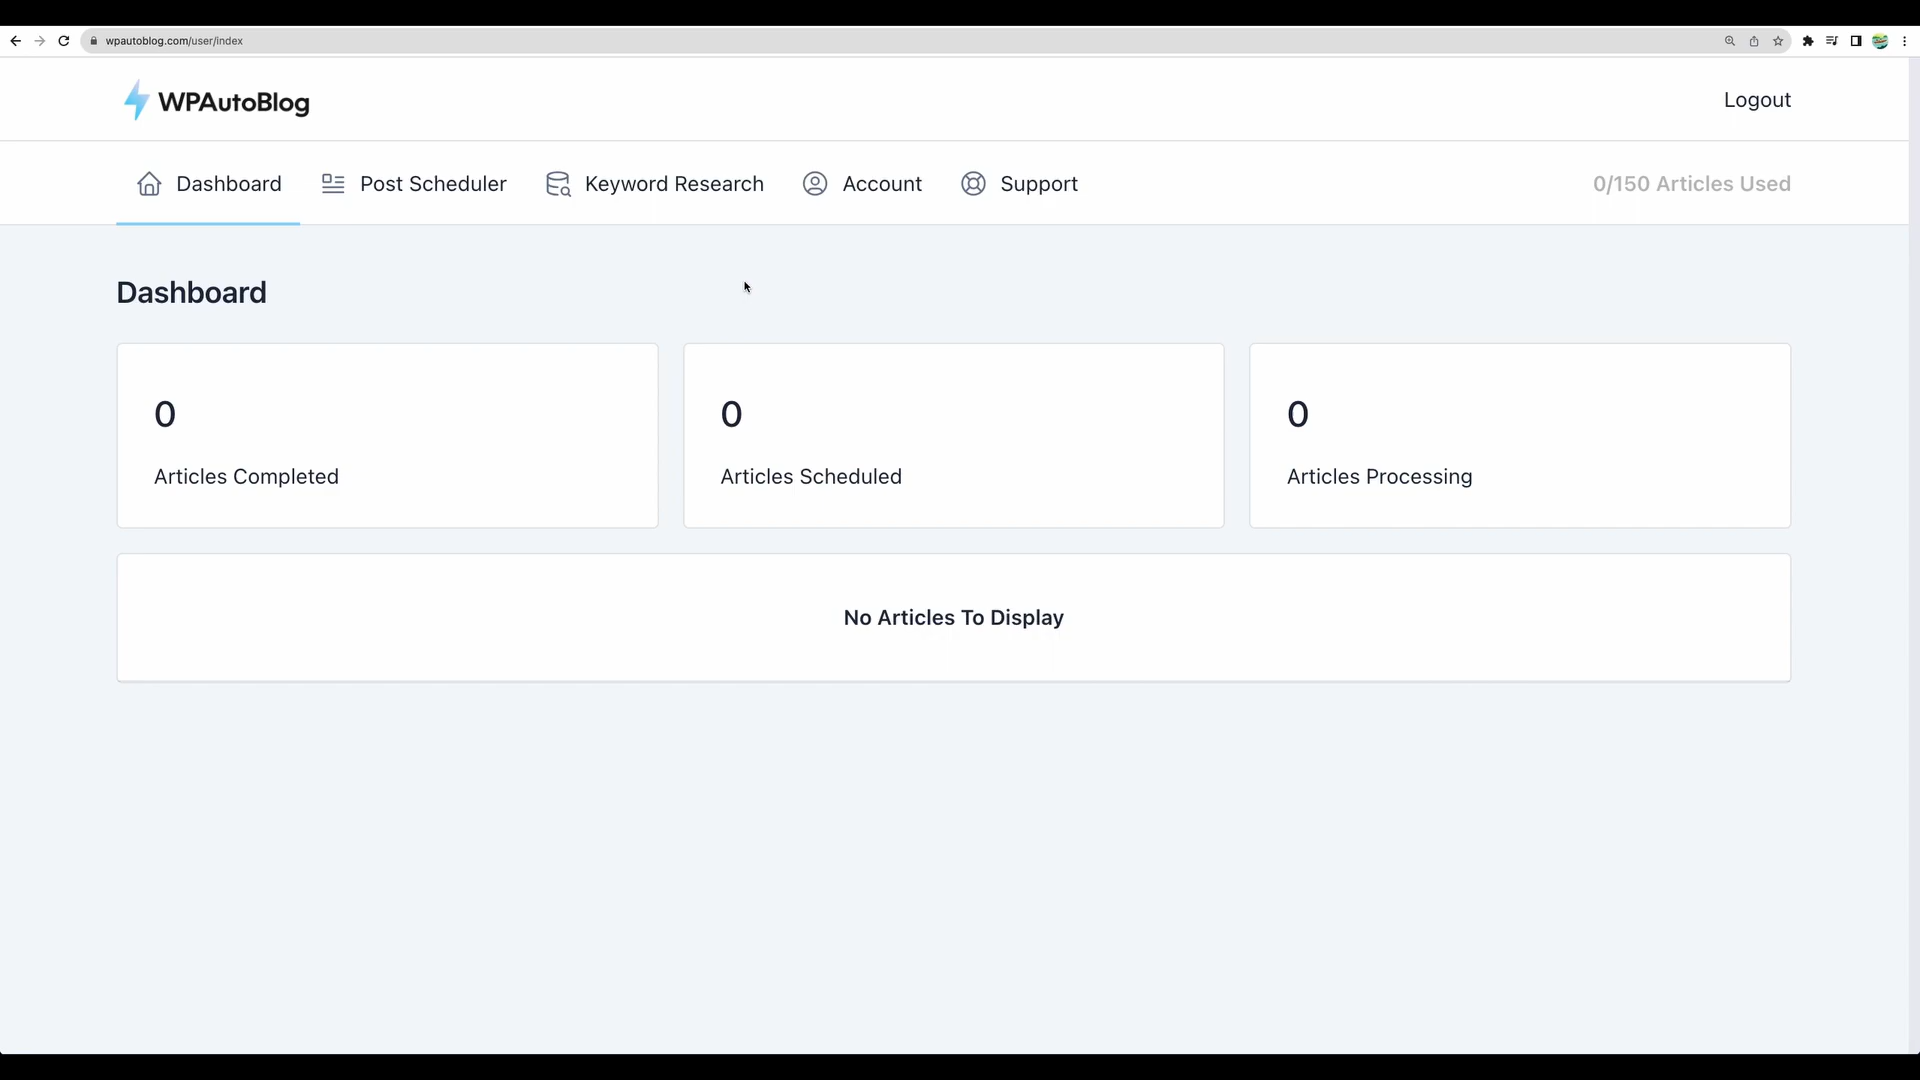 wpautoblog.com/user/index
WPAutoBlog
Logout
Dashboard
Post Scheduler
Keyword Research
Account
Support
0/150 Articles Used
Dashboard
0
0
0
Articles Completed
Articles Scheduled
Articles Processing
No Articles To Display